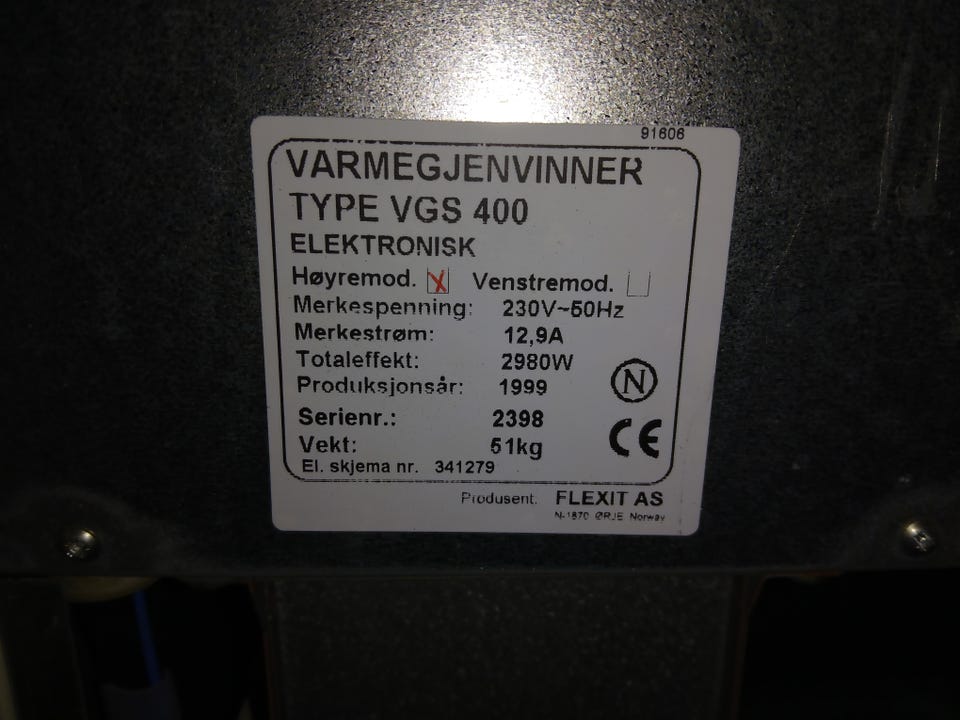 91606
VARMEGJENVINNER
TYPE VGS 400
ELEKTRONISK
Høyremod. X Venstremod.
Merkespenning: 230V~50Hz
Merkestrøm: 12,9A
Totaleffekt: 2980W
Produksjonsår: 1999
N
Serienr.: 2398
CE
Vekt: 51kg
El. skjema nr. 341279
Produsent. FLEXIT AS
N-1870 ØRJE Norway